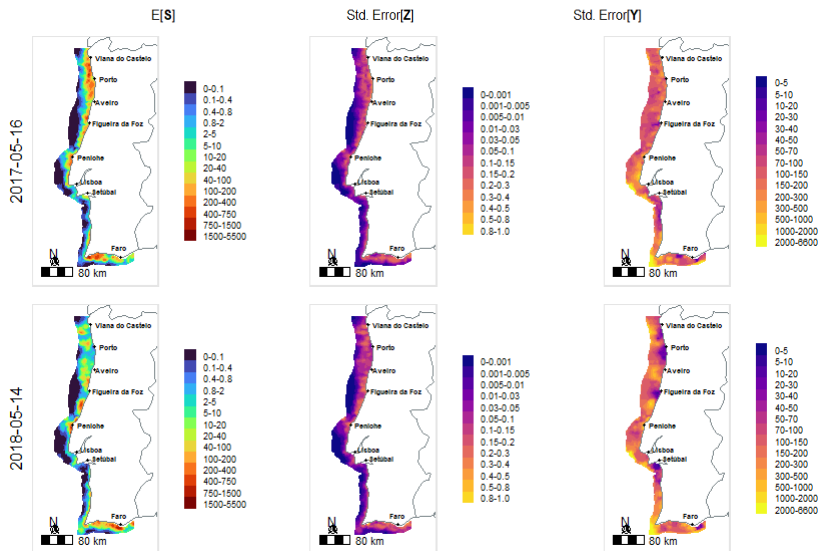 E[S] Std. Error[Z] Std. Error[Y]
2017-05-16
Viana do Castelo
Porto
Aveiro
Figueira da Foz
Peniche
Lisboa
Setúbal
Faro
N
80 km
0-0.1
0.1-0.4
0.4-0.8
0.8-2
2-5
5-10
10-20
20-40
40-100
100-200
200-400
400-750
750-1500
1500-5500
Viana do Castelo
Porto
Aveiro
Figueira da Foz
Peniche
Lisboa
Setúbal
Faro
N
80 km
0-0.001
0.001-0.005
0.005-0.01
0.01-0.03
0.03-0.05
0.05-0.1
0.1-0.15
0.15-0.2
0.2-0.3
0.3-0.4
0.4-0.5
0.5-0.8
0.8-1.0
Viana do Castelo
Porto
Aveiro
Figueira da Foz
Peniche
Lisboa
Setúbal
Faro
N
80 km
0-5
5-10
10-20
20-30
30-40
40-50
50-70
70-100
100-150
150-200
200-300
300-500
500-1000
1000-2000
2000-6600
2018-05-14
Viana do Castelo
Porto
Aveiro
Figueira da Foz
Peniche
Lisboa
Setúbal
Faro
N
80 km
0-0.1
0.1-0.4
0.4-0.8
0.8-2
2-5
5-10
10-20
20-40
40-100
100-200
200-400
400-750
750-1500
1500-5500
Viana do Castelo
Porto
Aveiro
Figueira da Foz
Peniche
Lisboa
Setúbal
Faro
N
80 km
0-0.001
0.001-0.005
0.005-0.01
0.01-0.03
0.03-0.05
0.05-0.1
0.1-0.15
0.15-0.2
0.2-0.3
0.3-0.4
0.4-0.5
0.5-0.8
0.8-1.0
Viana do Castelo
Porto
Aveiro
Figueira da Foz
Peniche
Lisboa
Setúbal
Faro
N
80 km
0-5
5-10
10-20
20-30
30-40
40-50
50-70
70-100
100-150
150-200
200-300
300-500
500-1000
1000-2000
2000-6600